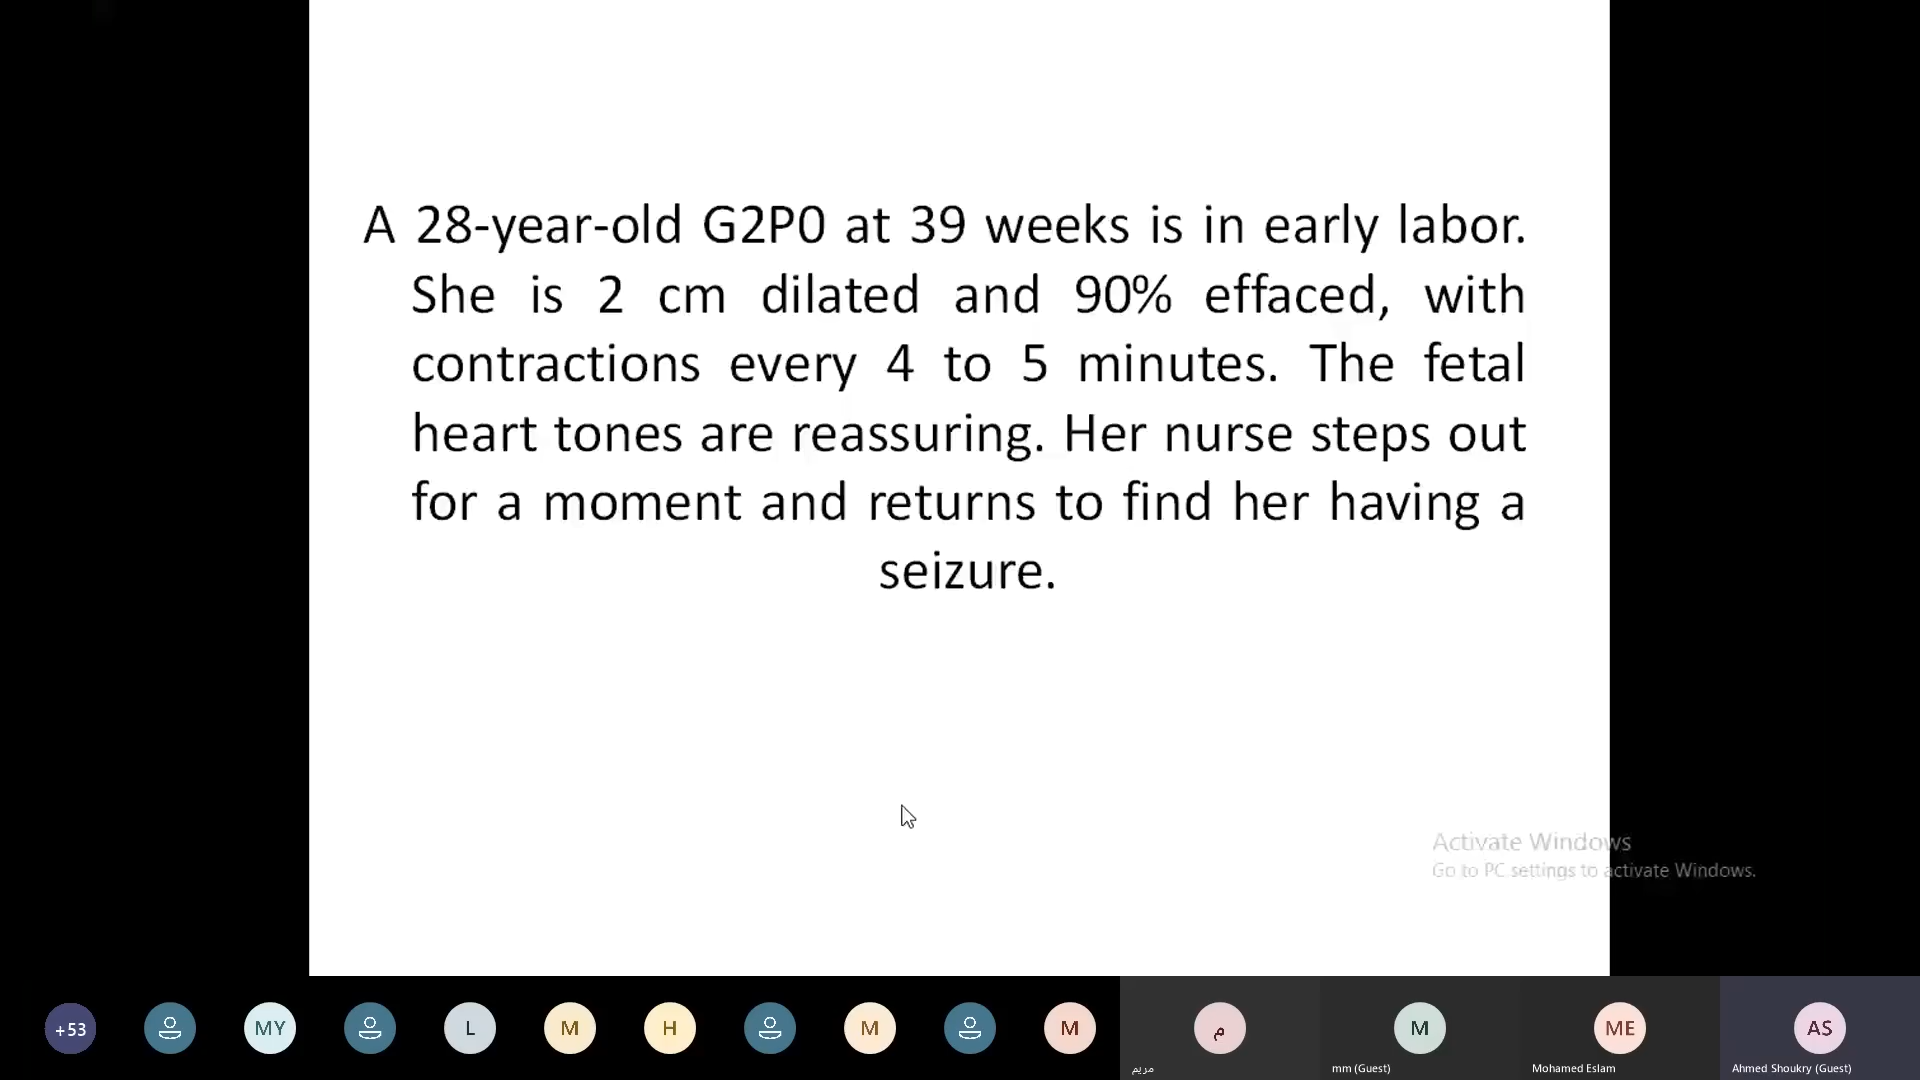 A 28-year-old G2P0 at 39 weeks is in early labor.
She is 2 cm dilated and 90% effaced, with
contractions every 4 to 5 minutes. The fetal
heart tones are reassuring. Her nurse steps out
for a moment and returns to find her having a
seizure.
Activate Windows
Go to PC settings to activate Windows.
+53 MY L M H M M م M ME AS
مريم mm (Guest) Mohamed Eslam Ahmed Shoukry (Guest)